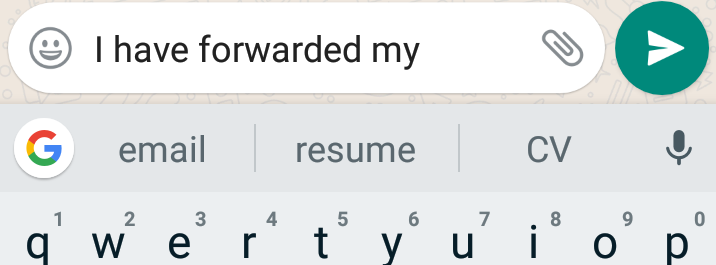 I have forwarded my
G email resume CV
1 2 3 4 5 6 7 8 9 0
q w e r t y u i o p